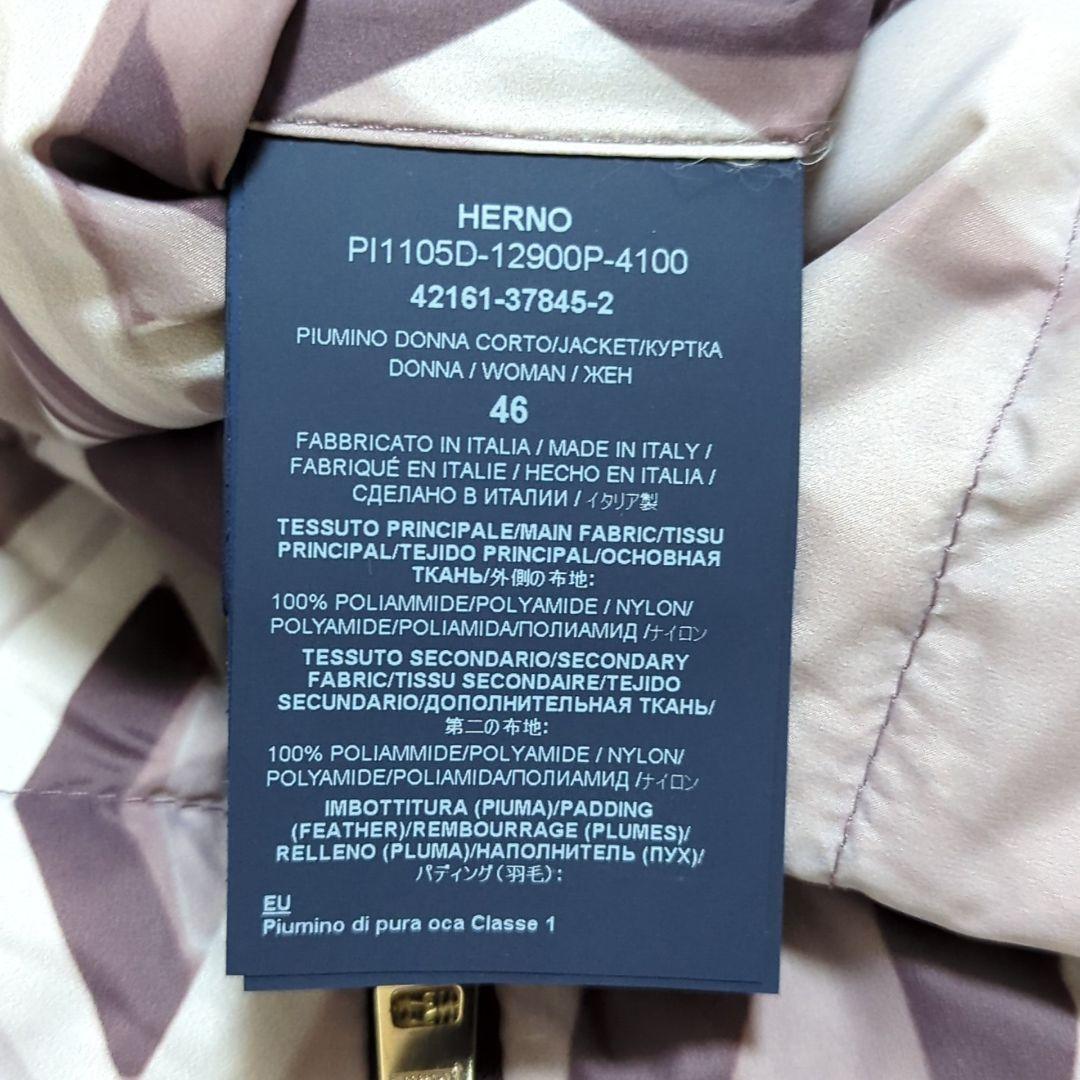 HERNO
PI1105D-12900P-4100
42161-37845-2
PIUMINO DONNA CORTO/JACKET/КУРТКА
DONNA / WOMAN / ЖЕН
46
FABBRICATO IN ITALIA / MADE IN ITALY /
FABRIQUÉ EN ITALIE / HECHO EN ITALIA /
СДЕЛАНО В ИТАЛИИ / イタリア製
TESSUTO PRINCIPALE/MAIN FABRIC/TISSU
PRINCIPAL/TEJIDO PRINCIPAL/ОСНОВНАЯ
ТКАНЬ/外側の布地:
100% POLIAMMIDE/POLYAMIDE / NYLON/
POLYAMIDE/POLIAMIDA/ПОЛИАМИД /ナイロン
TESSUTO SECONDARIO/SECONDARY
FABRIC/TISSU SECONDAIRE/TEJIDO
SECUNDARIO/ДОПОЛНИТЕЛЬНАЯ ТКАНЬ/
第二の布地:
100% POLIAMMIDE/POLYAMIDE / NYLON/
POLYAMIDE/POLIAMIDA/ПОЛИАМИД /ナイロン
IMBOTTITURA (PIUMA)/PADDING
(FEATHER)/REMBOURRAGE (PLUMES)/
RELLENO (PLUMA)/НАПОЛНИТЕЛЬ (ПУХ)/
パディング(羽毛):
EU
Piumino di pura oca Classe 1